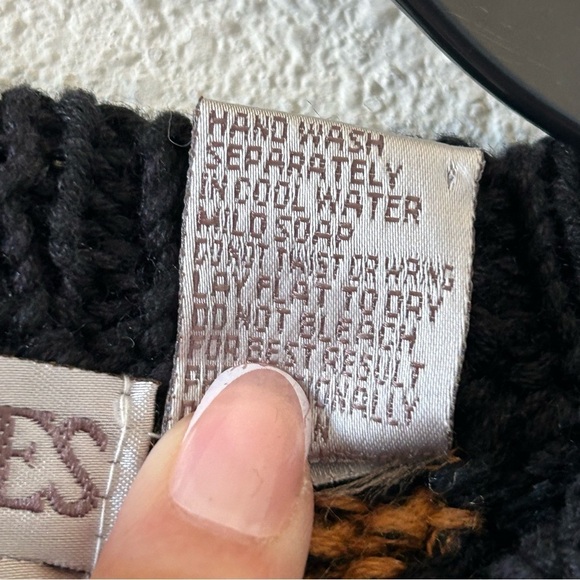 HAND WASH
SEPARATELY
IN COOL WATER
MILD SOAP
DO NOT TWIST OR WRING
LAY FLAT TO DRY
DO NOT BLEACH
FOR BEST RESULT
ES